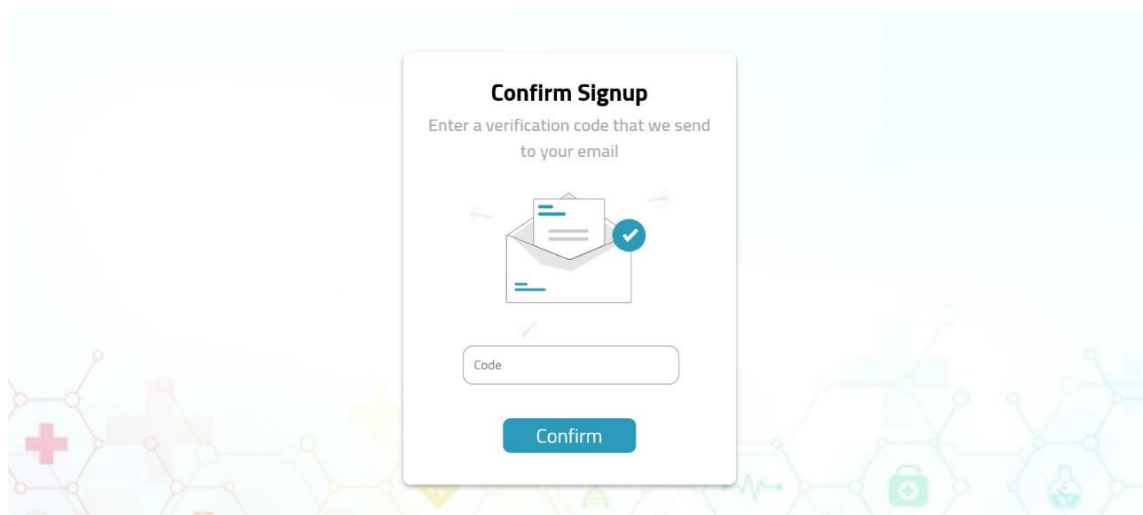 Confirm Signup
Enter a verification code that we send
to your email
Code
Confirm